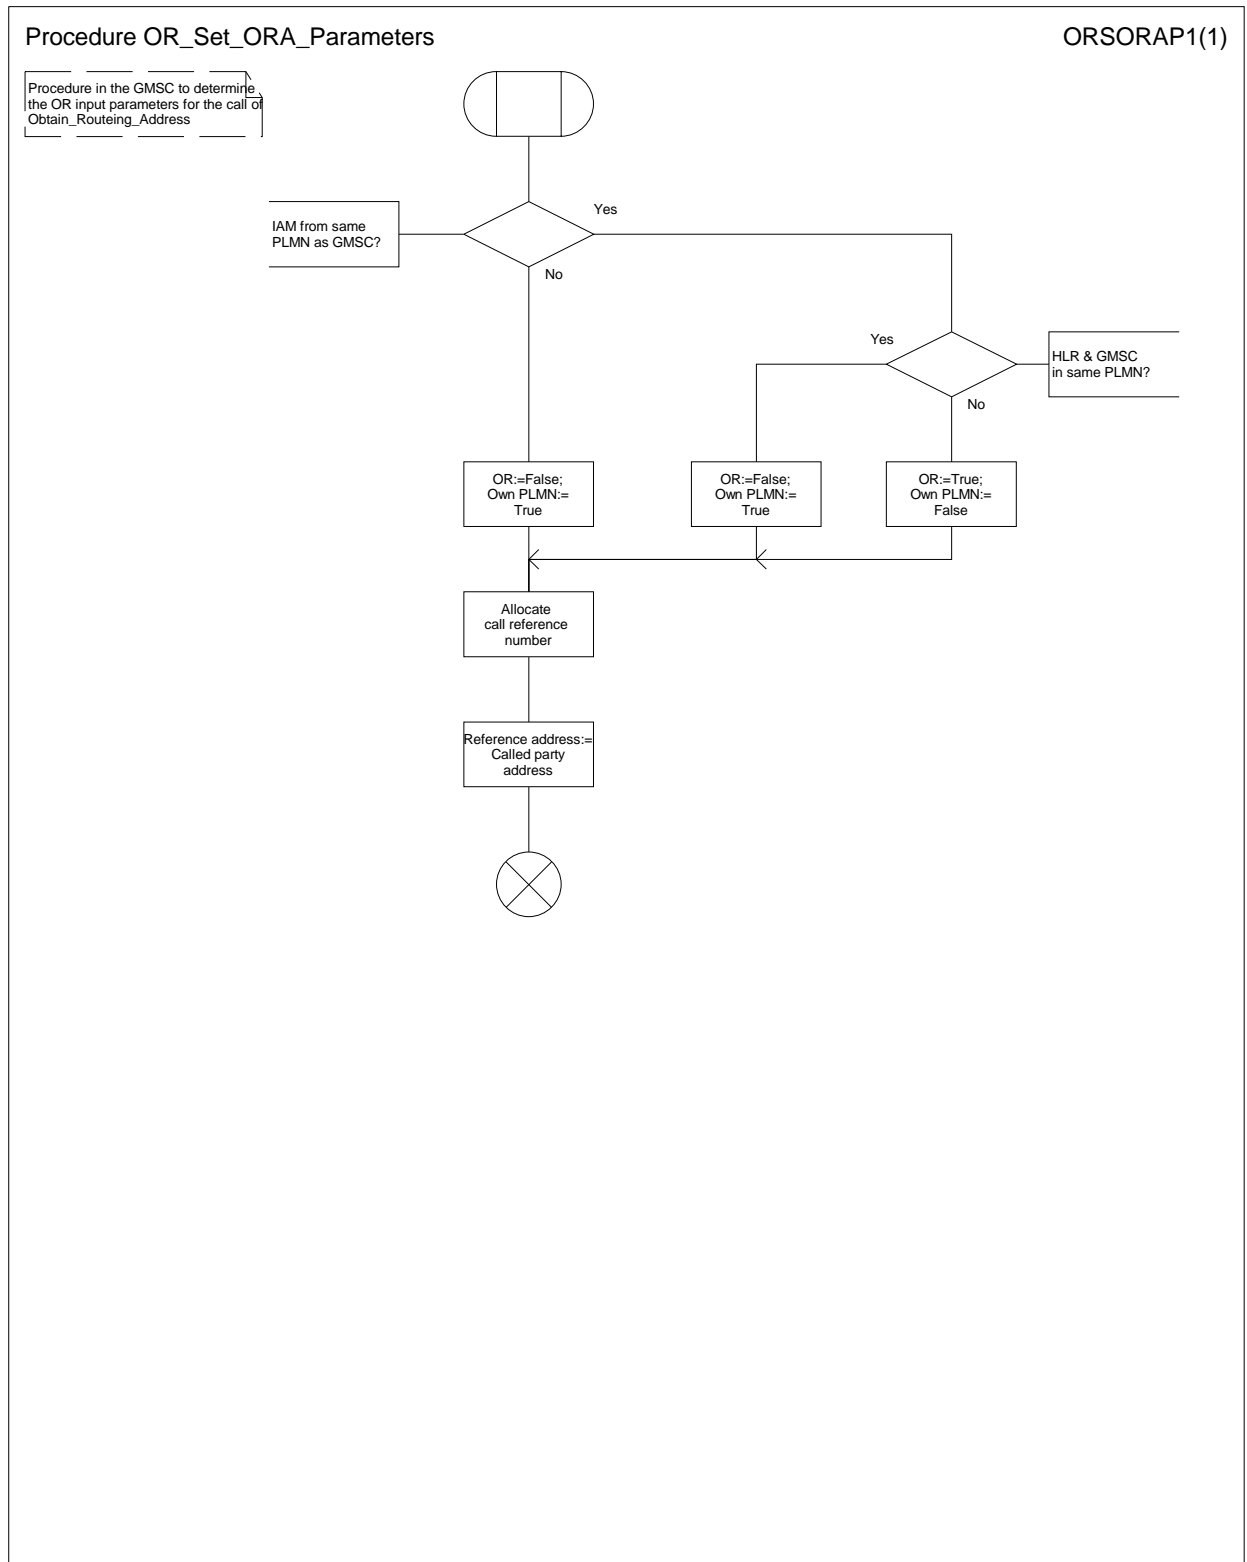 Procedure OR_Set_ORA_Parameters
ORSORAP1(1)
Procedure in the GMSC to determine
the OR input parameters for the call of
Obtain_Routeing_Address
IAM from same
PLMN as GMSC?
Yes
No
Yes
HLR & GMSC
in same PLMN?
No
OR:=False;
Own PLMN:=
True
OR:=False;
Own PLMN:=
True
OR:=True;
Own PLMN:=
False
Allocate
call reference
number
Reference address:=
Called party
address